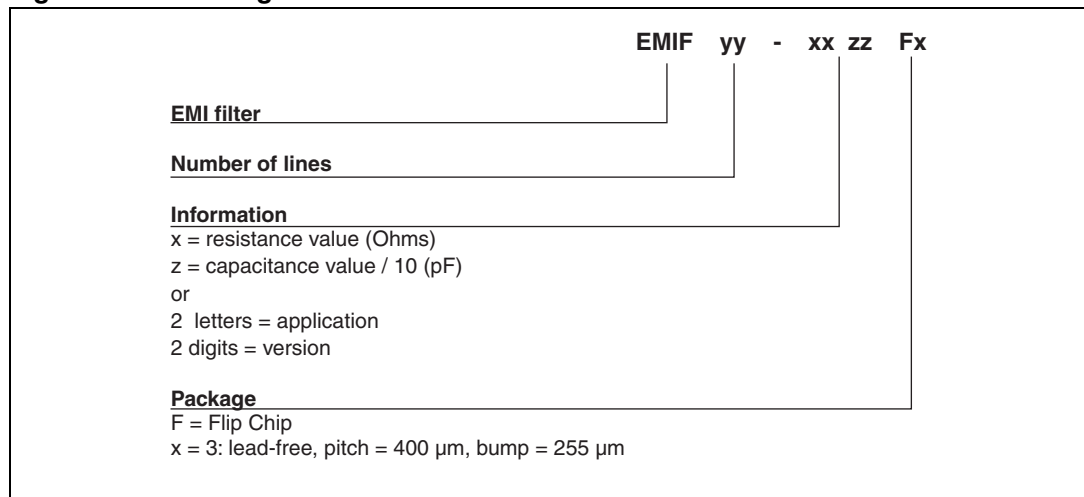 EMIF yy - xx zz Fx
EMI filter
Number of lines
Information
x = resistance value (Ohms)
z = capacitance value / 10 (pF)
or
2 letters = application
2 digits = version
Package
F = Flip Chip
x = 3: lead-free, pitch = 400 µm, bump = 255 µm